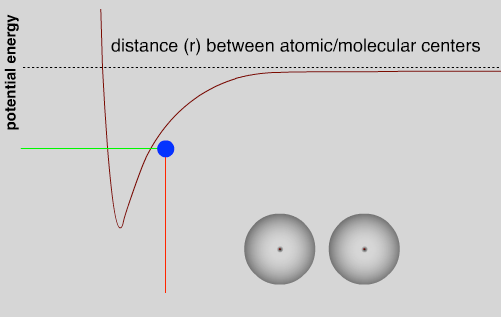 potential energy
distance (r) between atomic/molecular centers